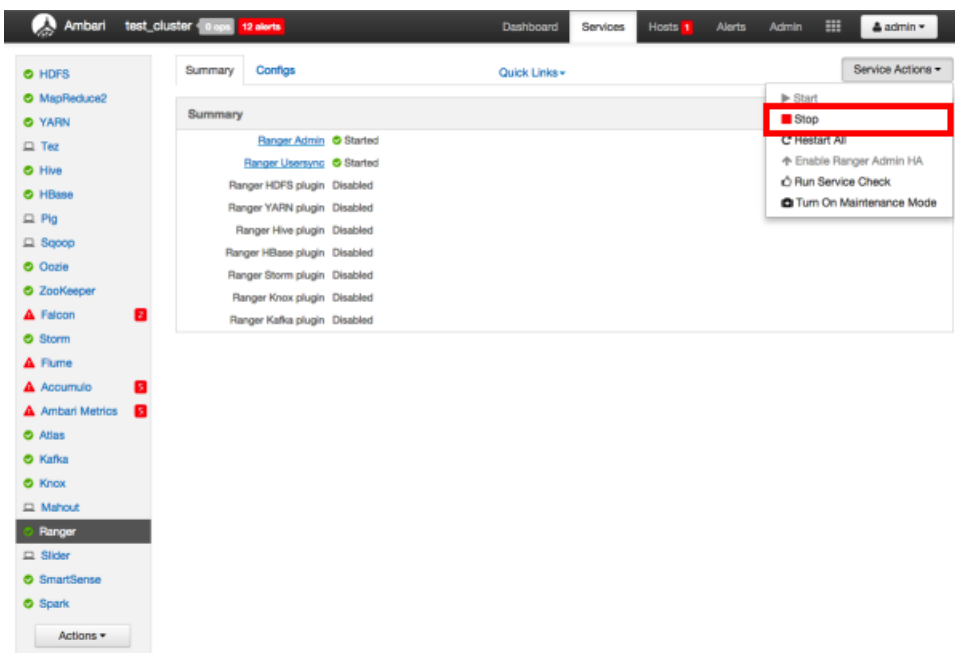 Ambari test_cluster 0 ops 12 alerts Dashboard Services Hosts 1 Alerts Admin admin
Summary Configs Quick Links Service Actions
HDFS
MapReduce2
YARN
Tez
Hive
HBase
Pig
Sqoop
Oozie
ZooKeeper
Falcon 2
Storm
Flume
Accumulo 5
Ambari Metrics 5
Atlas
Kafka
Knox
Mahout
Ranger
Slider
SmartSense
Spark
Actions
Summary
Ranger Admin Started
Ranger Usersync Started
Ranger HDFS plugin Disabled
Ranger YARN plugin Disabled
Ranger Hive plugin Disabled
Ranger HBase plugin Disabled
Ranger Storm plugin Disabled
Ranger Knox plugin Disabled
Ranger Kafka plugin Disabled
Start
Stop
Restart All
Enable Ranger Admin HA
Run Service Check
Turn On Maintenance Mode